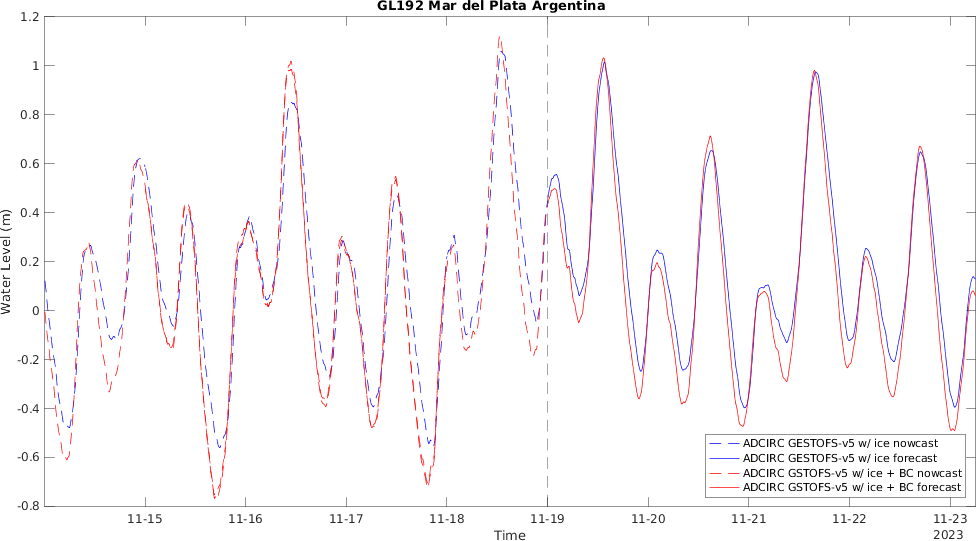 GL192 Mar del Plata Argentina
1.2
1
0.8
0.6
0.4
0.2
0
-0.2
-0.4
-0.6
-0.8
Water Level (m)
ADCIRC GESTOFS-v5 w/ ice nowcast
ADCIRC GESTOFS-v5 w/ ice forecast
ADCIRC GSTOFS-v5 w/ ice + BC nowcast
ADCIRC GSTOFS-v5 w/ ice + BC forecast
11-15 11-16 11-17 11-18 11-19 11-20 11-21 11-22 11-23
Time 2023